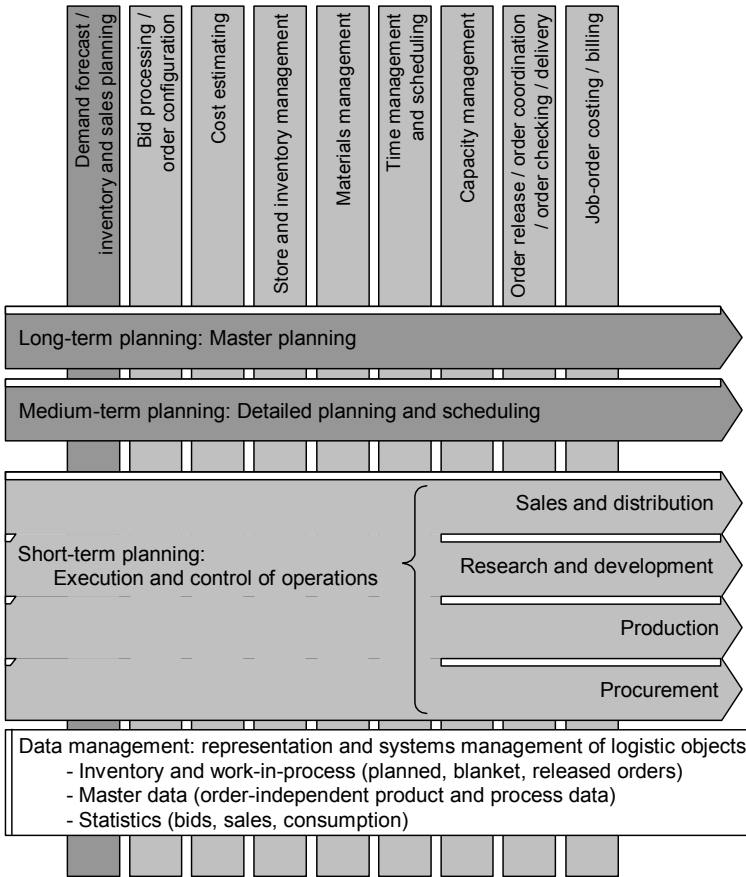 Demand forecast /
inventory and sales planning
Bid processing /
order configuration
Cost estimating
Store and inventory management
Materials management
Time management
and scheduling
Capacity management
Order release / order coordination
/ order checking / delivery
Job-order costing / billing
Long-term planning: Master planning
Medium-term planning: Detailed planning and scheduling
Short-term planning:
Execution and control of operations
Sales and distribution
Research and development
Production
Procurement
Data management: representation and systems management of logistic objects
- Inventory and work-in-process (planned, blanket, released orders)
- Master data (order-independent product and process data)
- Statistics (bids, sales, consumption)